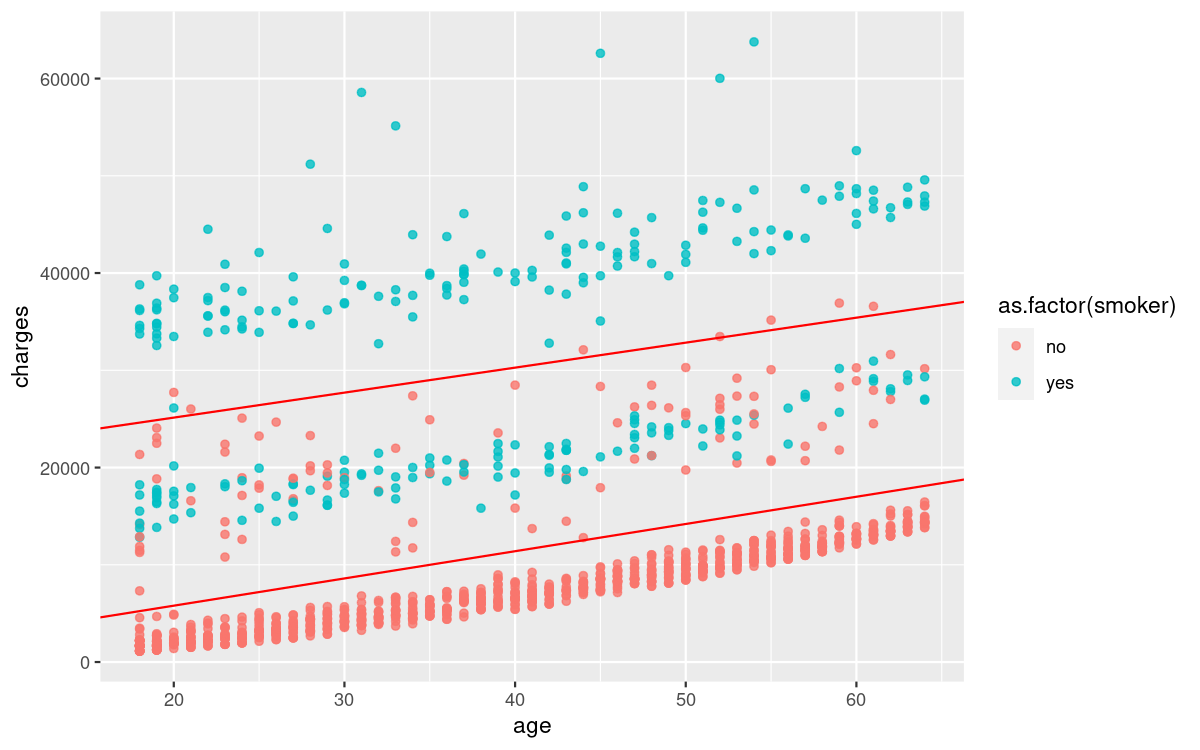 60000
40000
20000
0
20 30 40 50 60
age
charges
as.factor(smoker)
no
yes